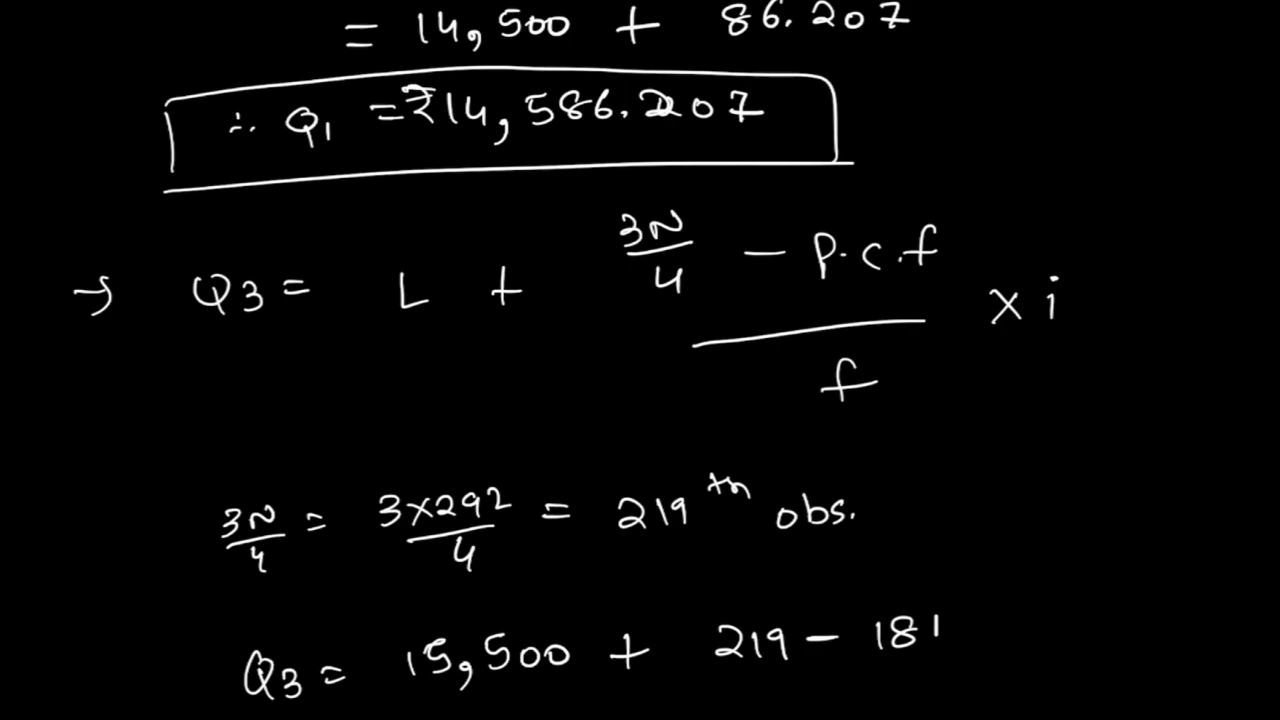 = 14,500 + 86.207
∴ Q1 = ₹14,586.207
→ Q3 = L + 3N/4 - p.c.f / f × i
3N/4 = 3×292/4 = 219th obs.
Q3 = 15,500 + 219 - 181